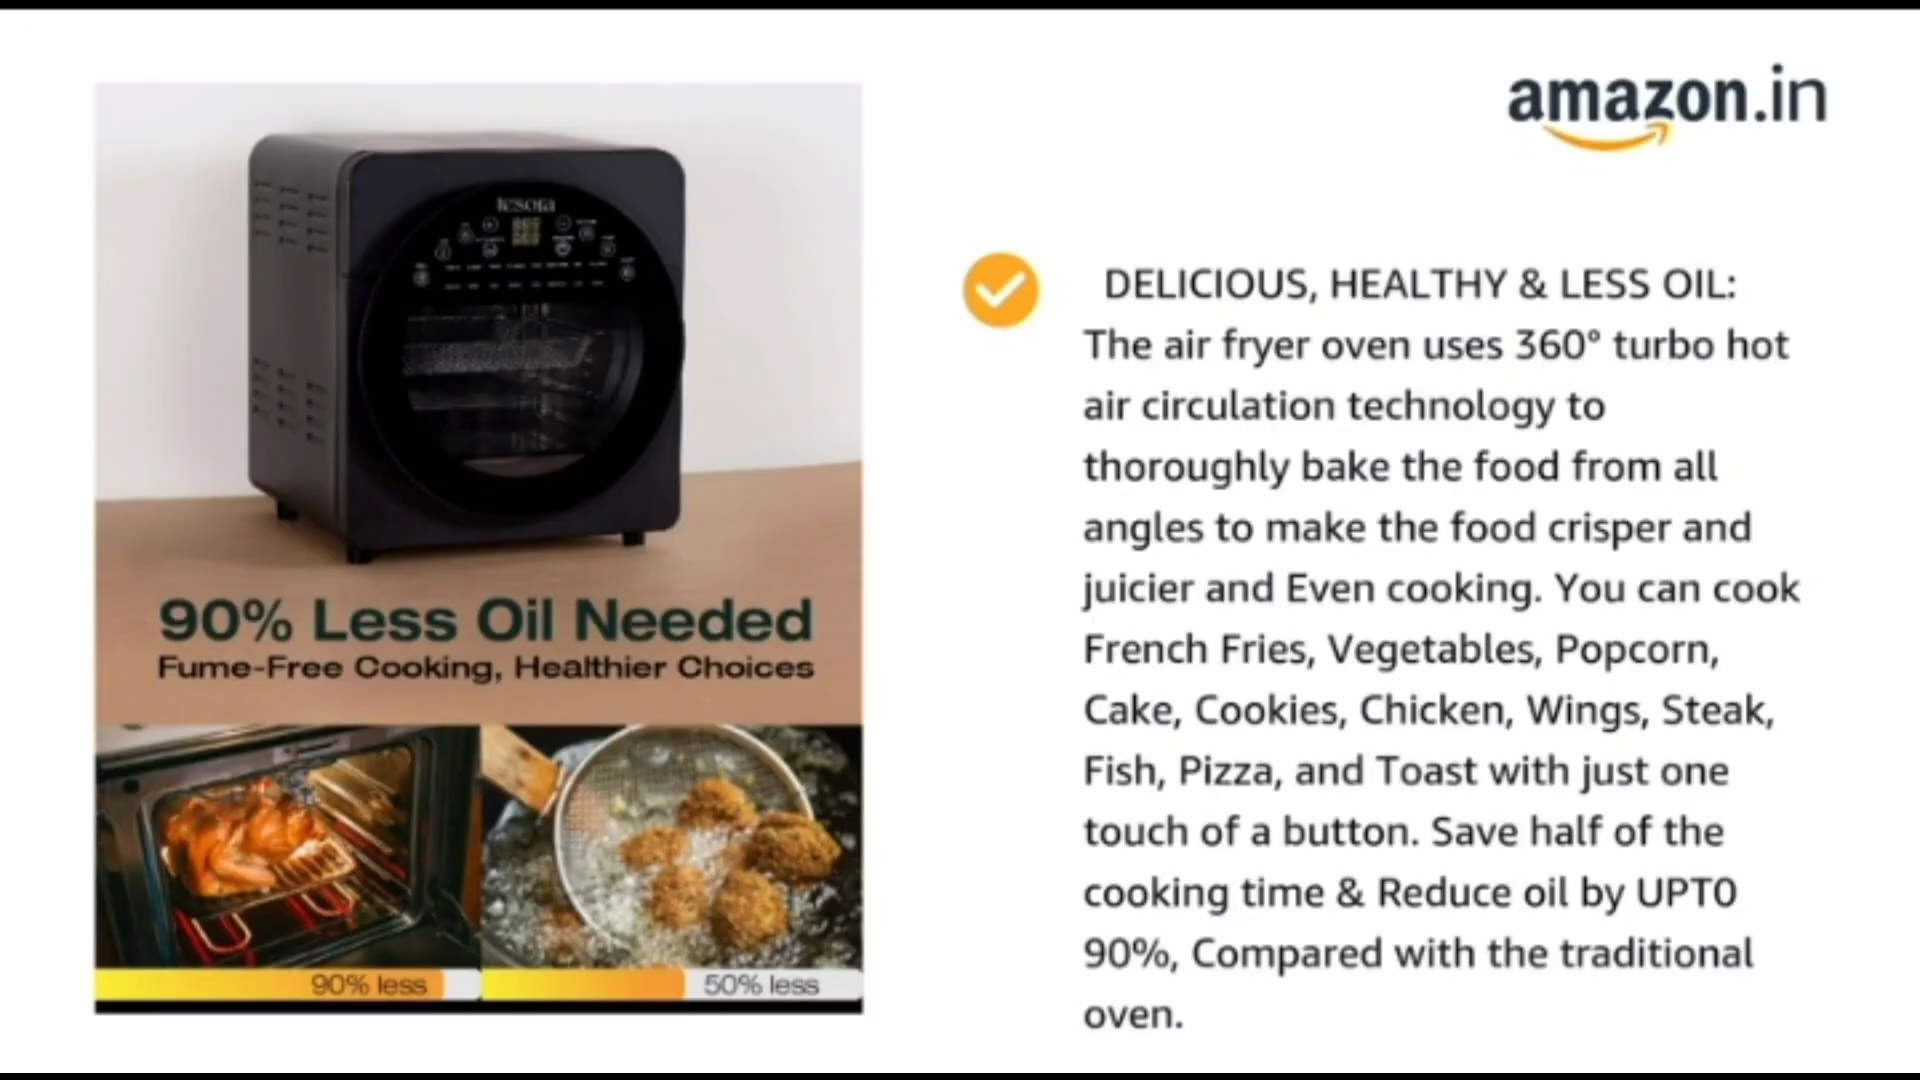 amazon.in
tesora
90% Less Oil Needed
Fume-Free Cooking, Healthier Choices
90% less
50% less
DELICIOUS, HEALTHY & LESS OIL:
The air fryer oven uses 360° turbo hot
air circulation technology to
thoroughly bake the food from all
angles to make the food crisper and
juicier and Even cooking. You can cook
French Fries, Vegetables, Popcorn,
Cake, Cookies, Chicken, Wings, Steak,
Fish, Pizza, and Toast with just one
touch of a button. Save half of the
cooking time & Reduce oil by UPT0
90%, Compared with the traditional
oven.